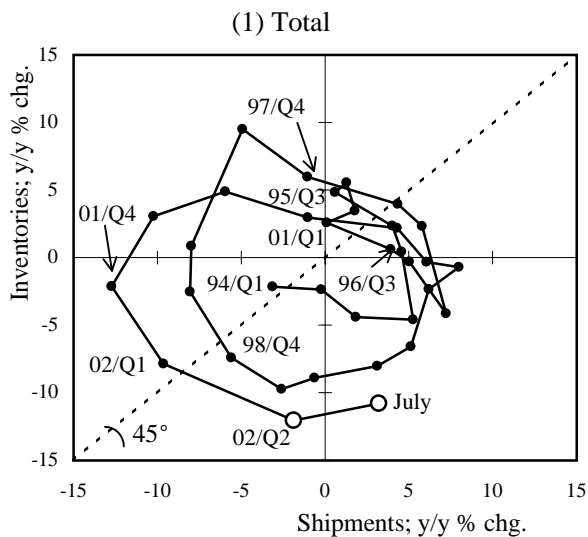 (1) Total
Inventories; y/y % chg.
15
10
5
0
-5
-10
-15
97/Q4
95/Q3
01/Q4
01/Q1
94/Q1
96/Q3
98/Q4
02/Q1
July
02/Q2
45°
-15
-10
-5
0
5
10
15
Shipments; y/y % chg.